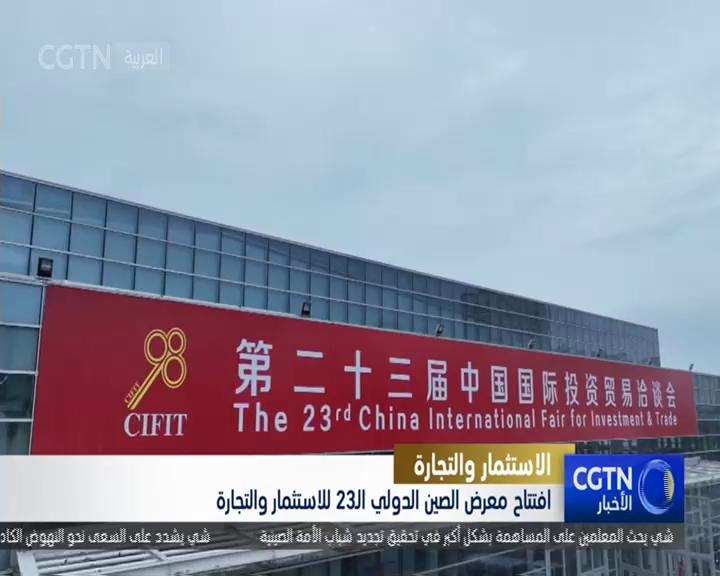 CGTN العربية
CIFIT
CIFIT
第二十三届中国国际投资贸易洽谈会
The 23rd China International Fair for Investment & Trade
الاستثمار والتجارة
افتتاح معرض الصين الدولي الـ23 للاستثمار والتجارة
CGTN
الأخبار
شي يحث المعلمين على المساهمة بشكل أكبر في تحقيق تجديد شباب الأمة الصينية
شي يشدد على السعي نحو النهوض الكاد